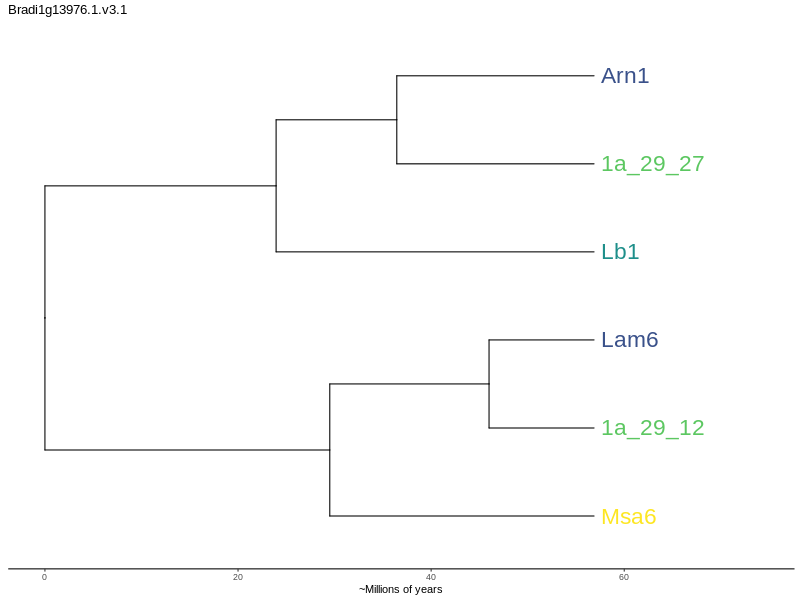 Bradi1g13976.1.v3.1
Arn1
1a_29_27
Lb1
Lam6
1a_29_12
Msa6
0 20 40 60
~Millions of years